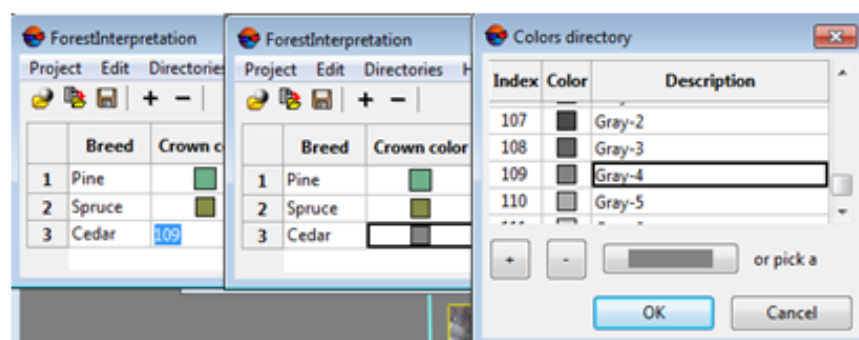 ForestInterpretation
Project Edit Directories
Breed Crown c
1 Pine
2 Spruce
3 Cedar 109
ForestInterpretation
Project Edit Directories H
Breed Crown color
1 Pine
2 Spruce
3 Cedar
Colors directory
Index Color Description
107 Gray-2
108 Gray-3
109 Gray-4
110 Gray-5
+ - or pick a
OK Cancel